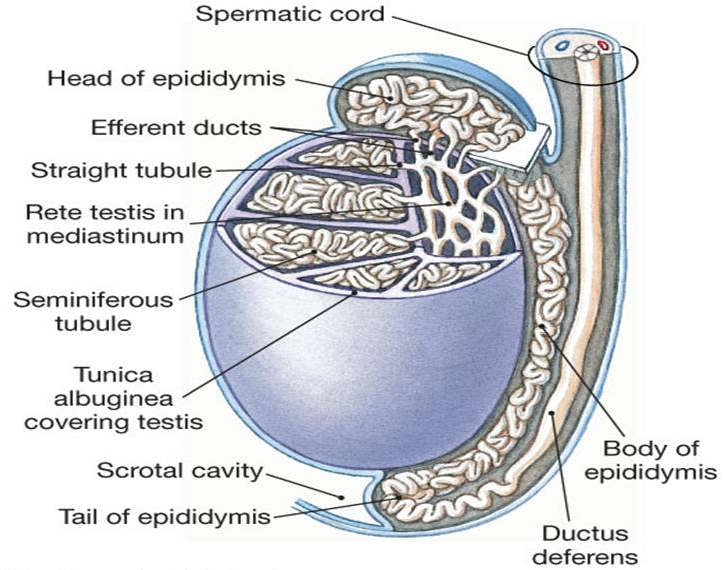 Spermatic cord
Head of epididymis
Efferent ducts
Straight tubule
Rete testis in
mediastinum
Seminiferous
tubule
Tunica
albuginea
covering testis
Scrotal cavity
Tail of epididymis
Body of
epididymis
Ductus
deferens